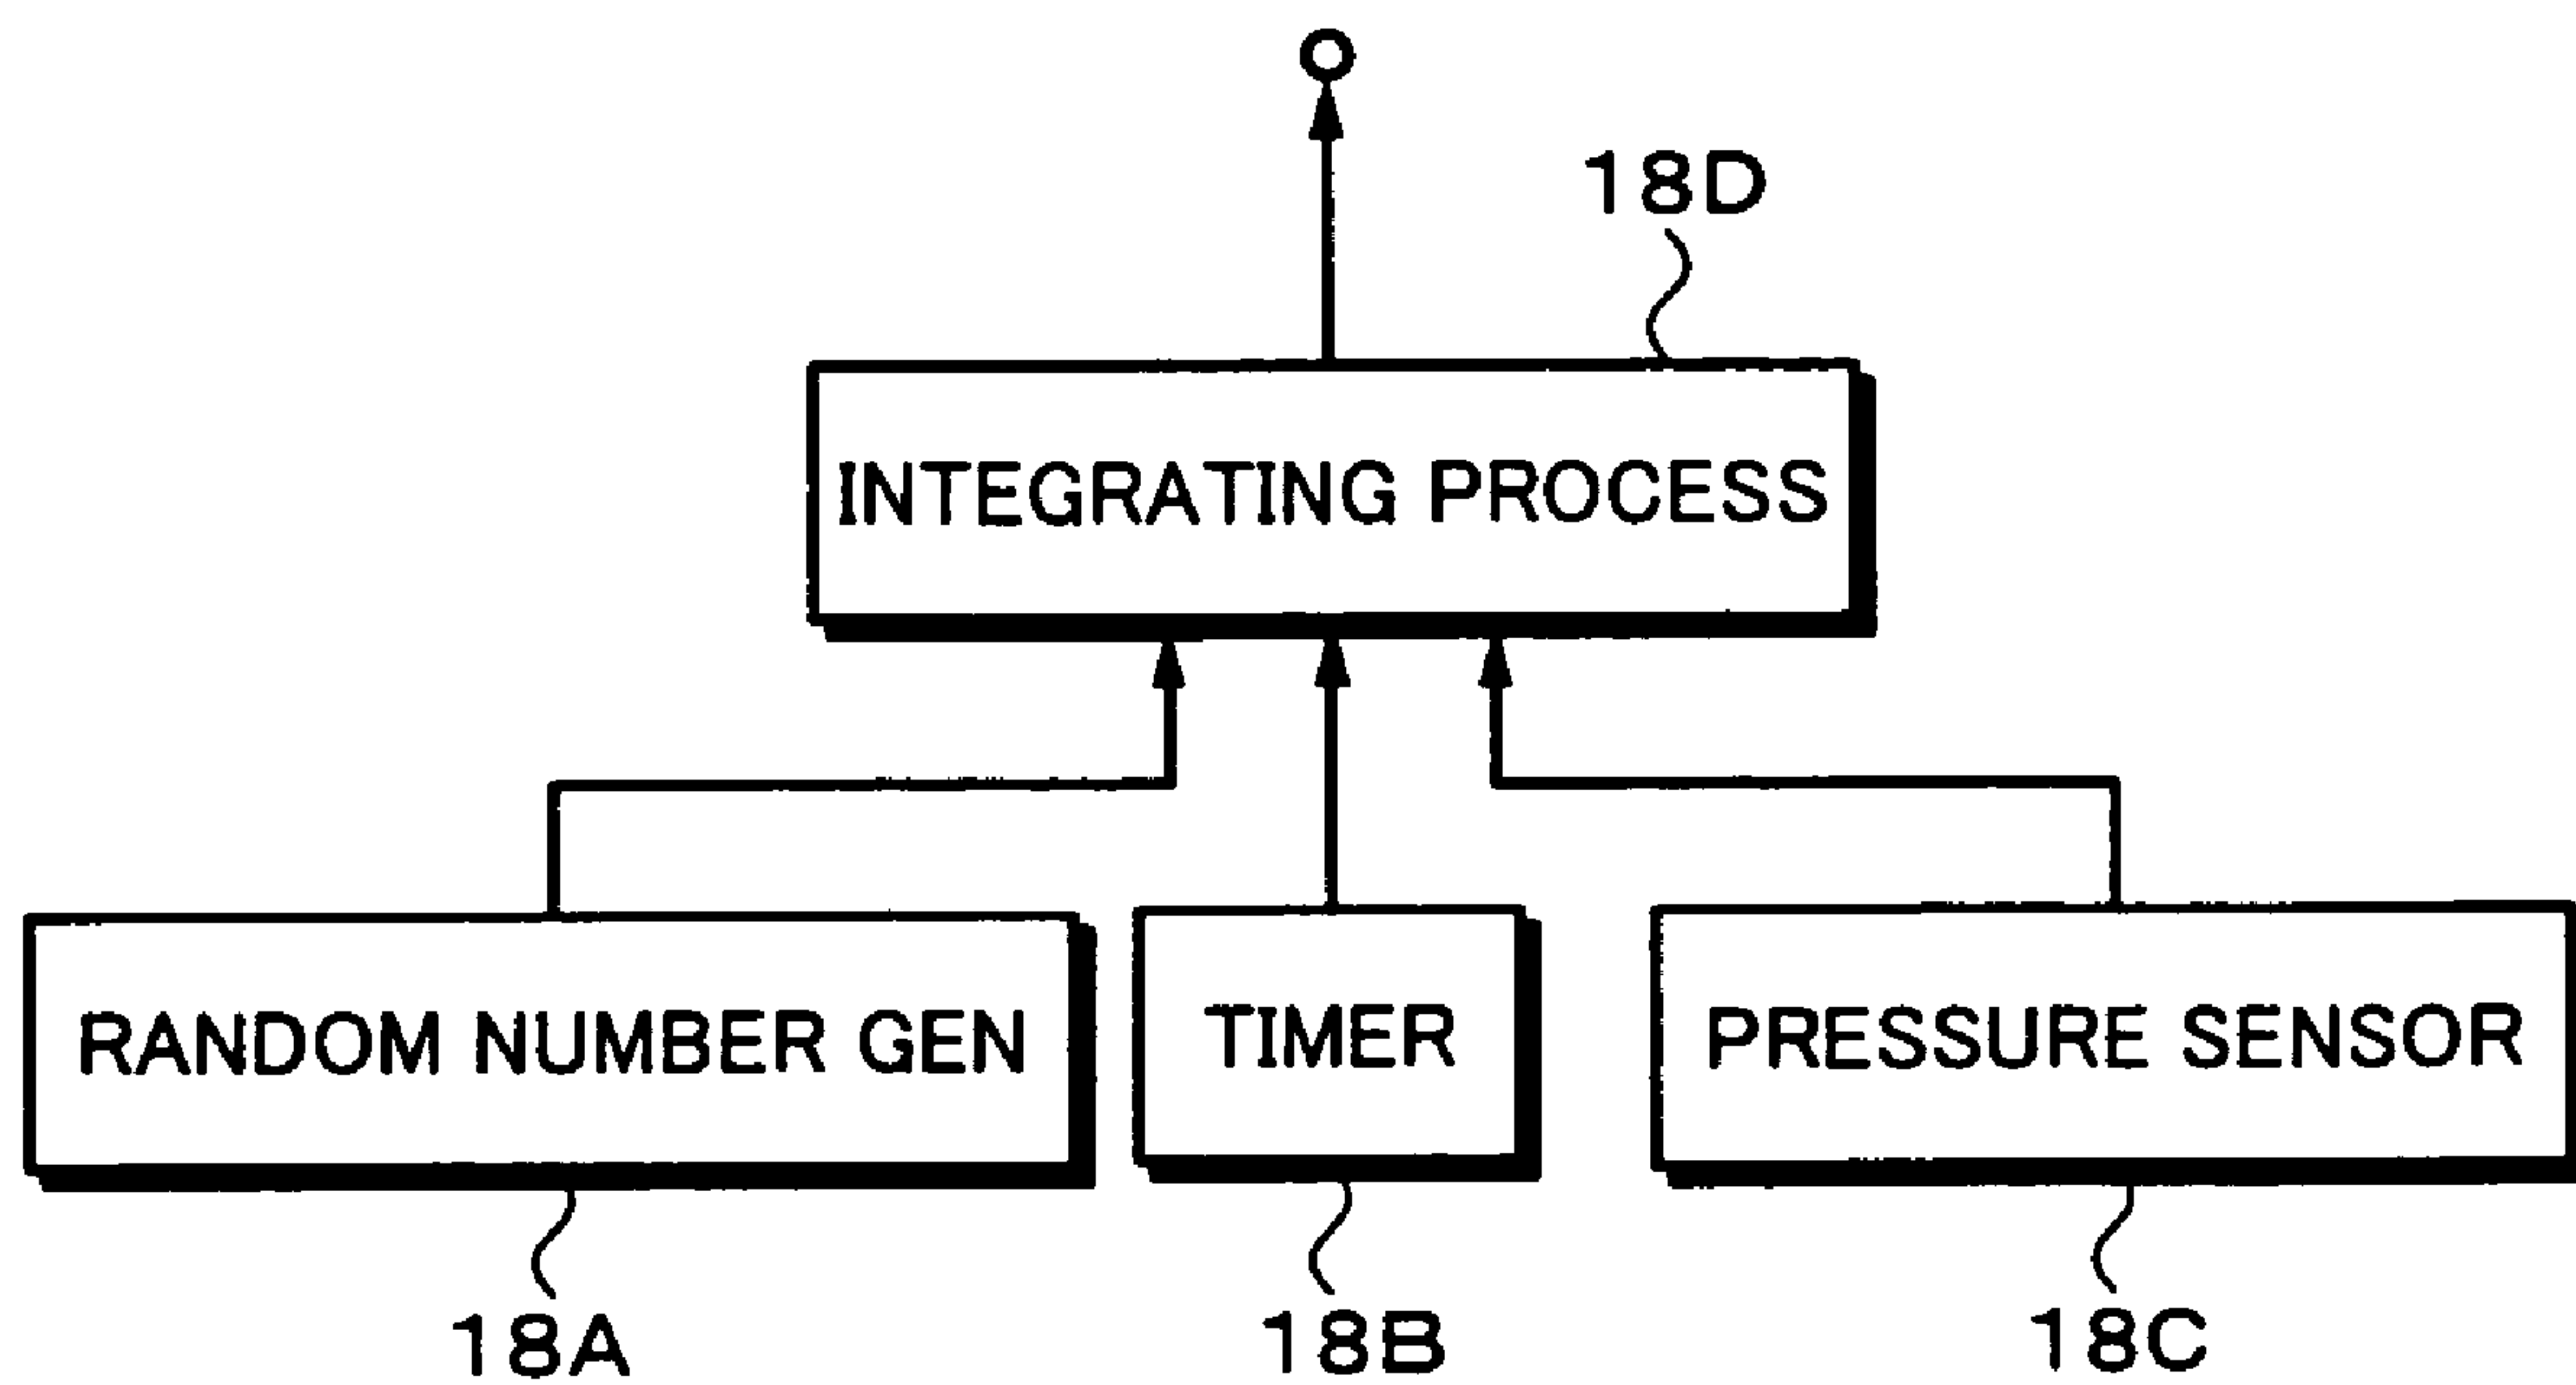 18D
INTEGRATING PROCESS
RANDOM NUMBER GEN
TIMER
PRESSURE SENSOR
18A
18B
18C